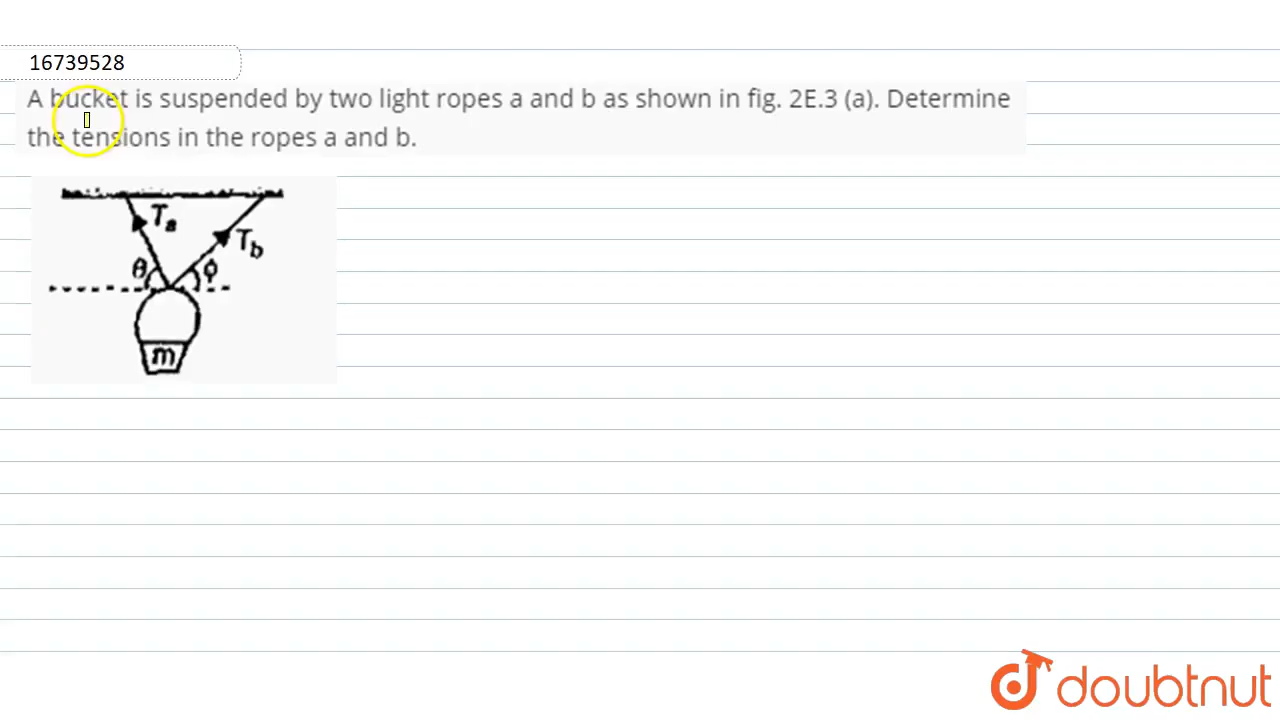 16739528
A bucket is suspended by two light ropes a and b as shown in fig. 2E.3 (a). Determine
the tensions in the ropes a and b.
Ta
Tb
θ φ
m
doubtnut